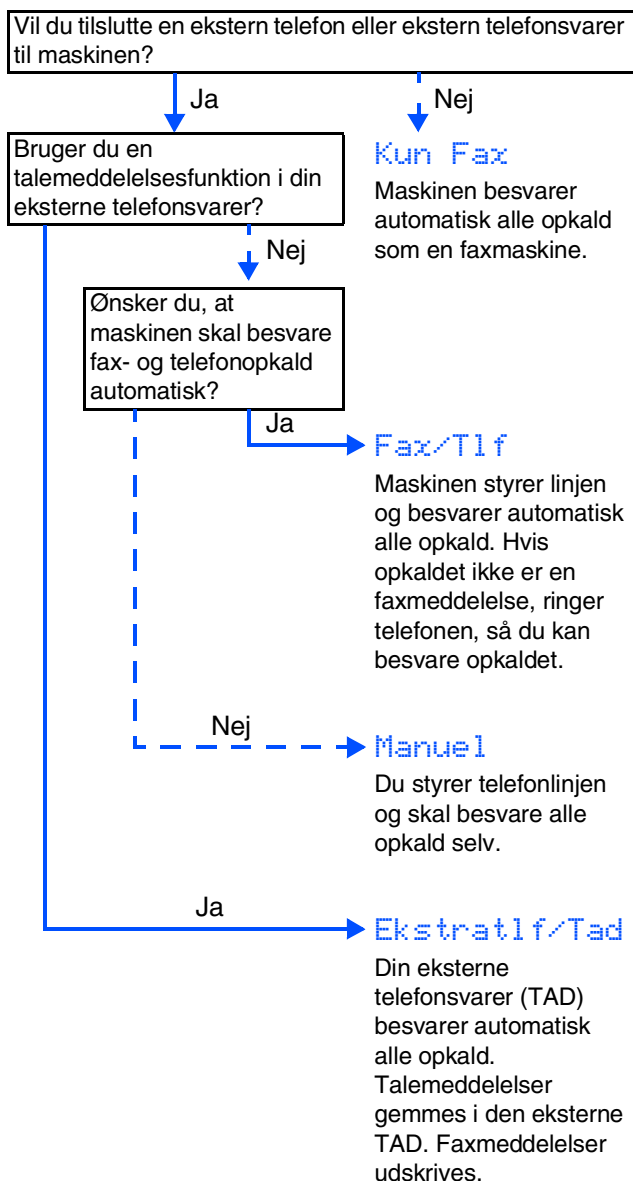 Vil du tilslutte en ekstern telefon eller ekstern telefonsvarer
til maskinen?
Ja
Nej
Bruger du en
talemeddelelsesfunktion i din
eksterne telefonsvarer?
Kun Fax
Maskinen besvarer
automatisk alle opkald
som en faxmaskine.
Nej
Ønsker du, at
maskinen skal besvare
fax- og telefonopkald
automatisk?
Ja
Fax/Tlf
Maskinen styrer linjen
og besvarer automatisk
alle opkald. Hvis
opkaldet ikke er en
faxmeddelelse, ringer
telefonen, så du kan
besvare opkaldet.
Nej
Manuel
Du styrer telefonlinjen
og skal besvare alle
opkald selv.
Ja
Ekstratlf/Tad
Din eksterne
telefonsvarer (TAD)
besvarer automatisk
alle opkald.
Talemeddelelser
gemmes i den eksterne
TAD. Faxmeddelelser
udskrives.